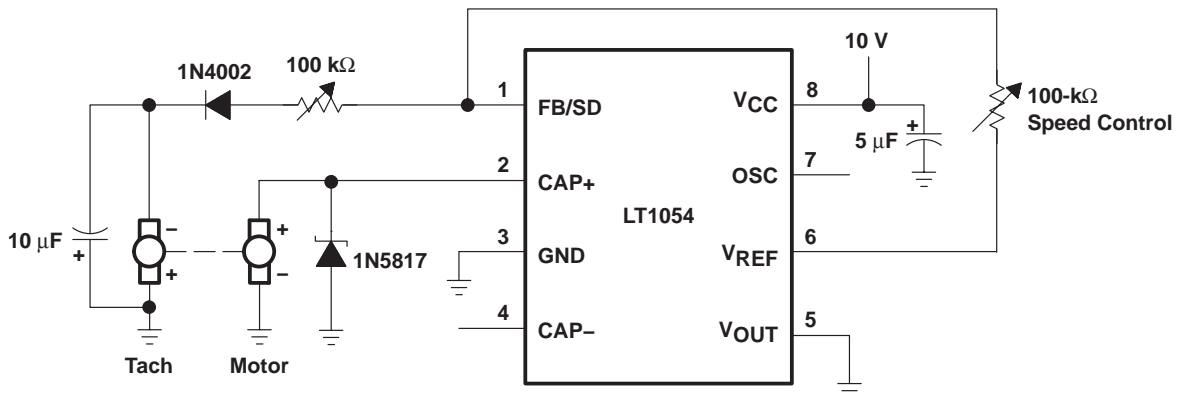 10 V
1N4002
100 kΩ
1
FB/SD
VCC
8
+
5 μF
100-kΩ
Speed Control
2
CAP+
OSC
7
LT1054
10 μF
+
−
+
+
−
1N5817
3
GND
VREF
6
4
CAP−
VOUT
5
Tach
Motor